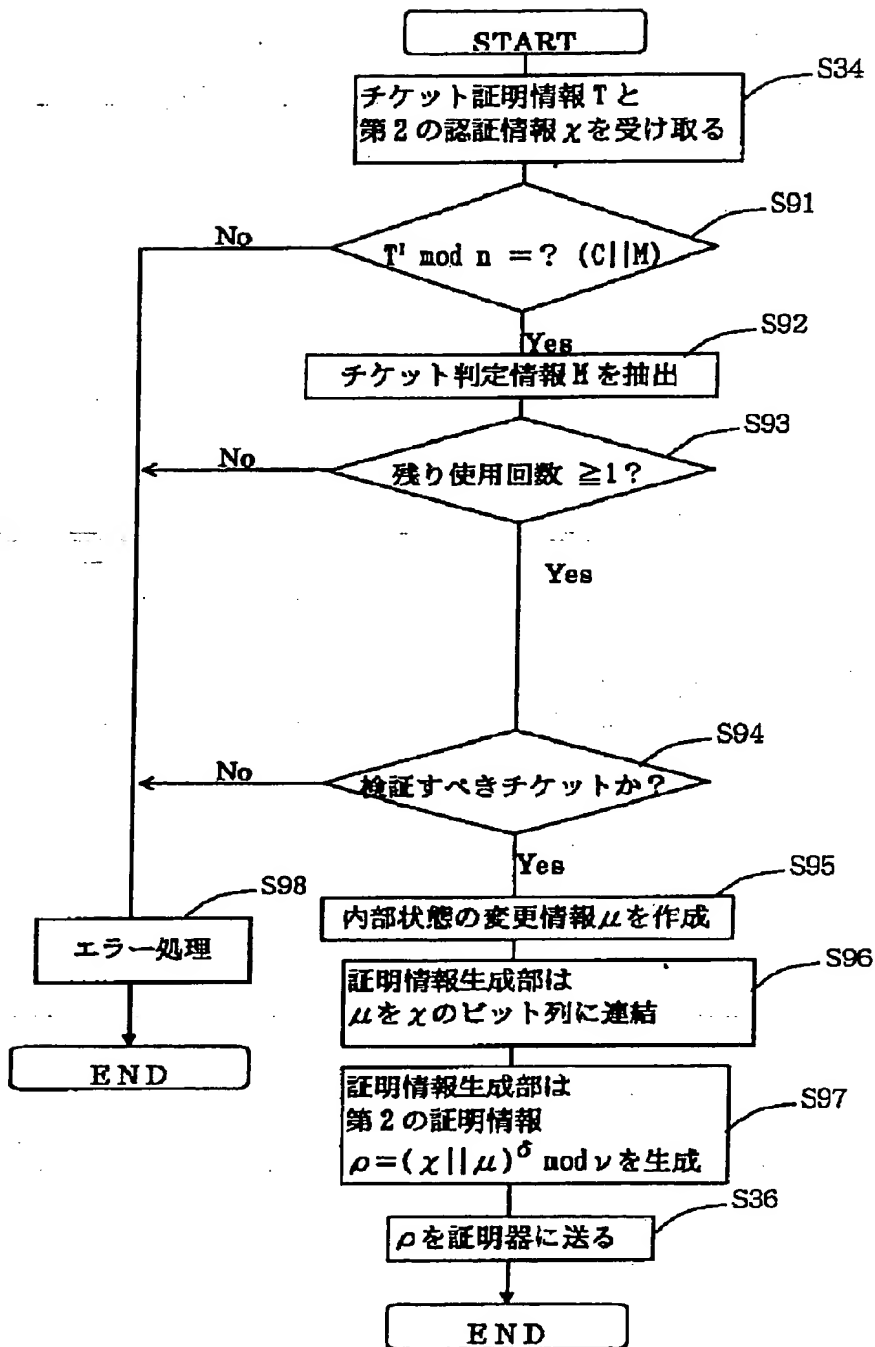 START
S34
チケット証明情報Tと
第2の認証情報χを受け取る
S91
No
T^I mod n =? (C||M)
Yes
S92
チケット判定情報Mを抽出
S93
No
残り使用回数 ≧1?
Yes
S94
No
検証すべきチケットか?
Yes
S95
内部状態の変更情報μを作成
S98
エラー処理
S96
証明情報生成部は
μをχのビット列に連結
END
S97
証明情報生成部は
第2の証明情報
ρ=(χ||μ)^δ mod νを生成
S36
ρを証明器に送る
END